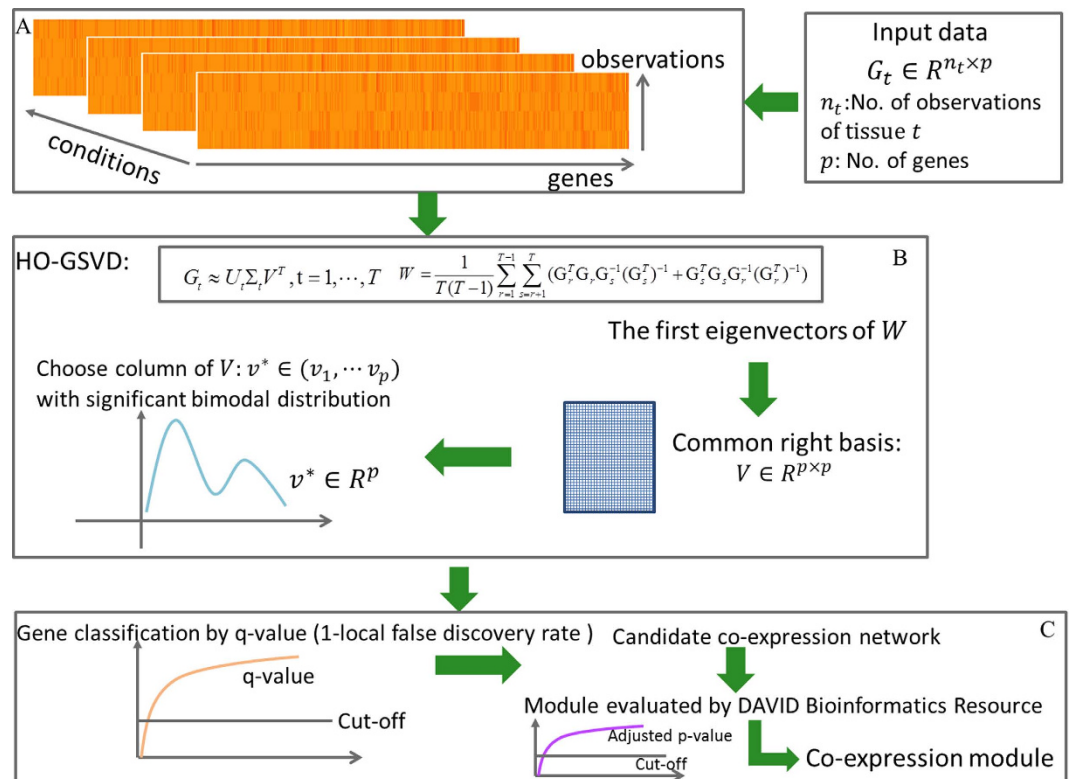 A
observations
conditions
genes
Input data
G_t ∈ R^{n_t×p}
n_t:No. of observations
of tissue t
p: No. of genes
B
HO-GSVD:
G_t ≈ U_tΣ_tV^T, t = 1,⋯,T W = \frac{1}{T(T-1)} \sum_{r=1}^{T-1} \sum_{s=r+1}^{T} (G_r^T G_r G_s^{-1} (G_s^T)^{-1} + G_s^T G_s G_r^{-1} (G_r^T)^{-1})
The first eigenvectors of W
Common right basis:
V ∈ R^{p×p}
Choose column of V: v* ∈ (v_1,⋯ v_p)
with significant bimodal distribution
v* ∈ R^p
C
Gene classification by q-value (1-local false discovery rate )
q-value
Cut-off
Candidate co-expression network
Module evaluated by DAVID Bioinformatics Resource
Adjusted p-value
Cut-off
Co-expression module